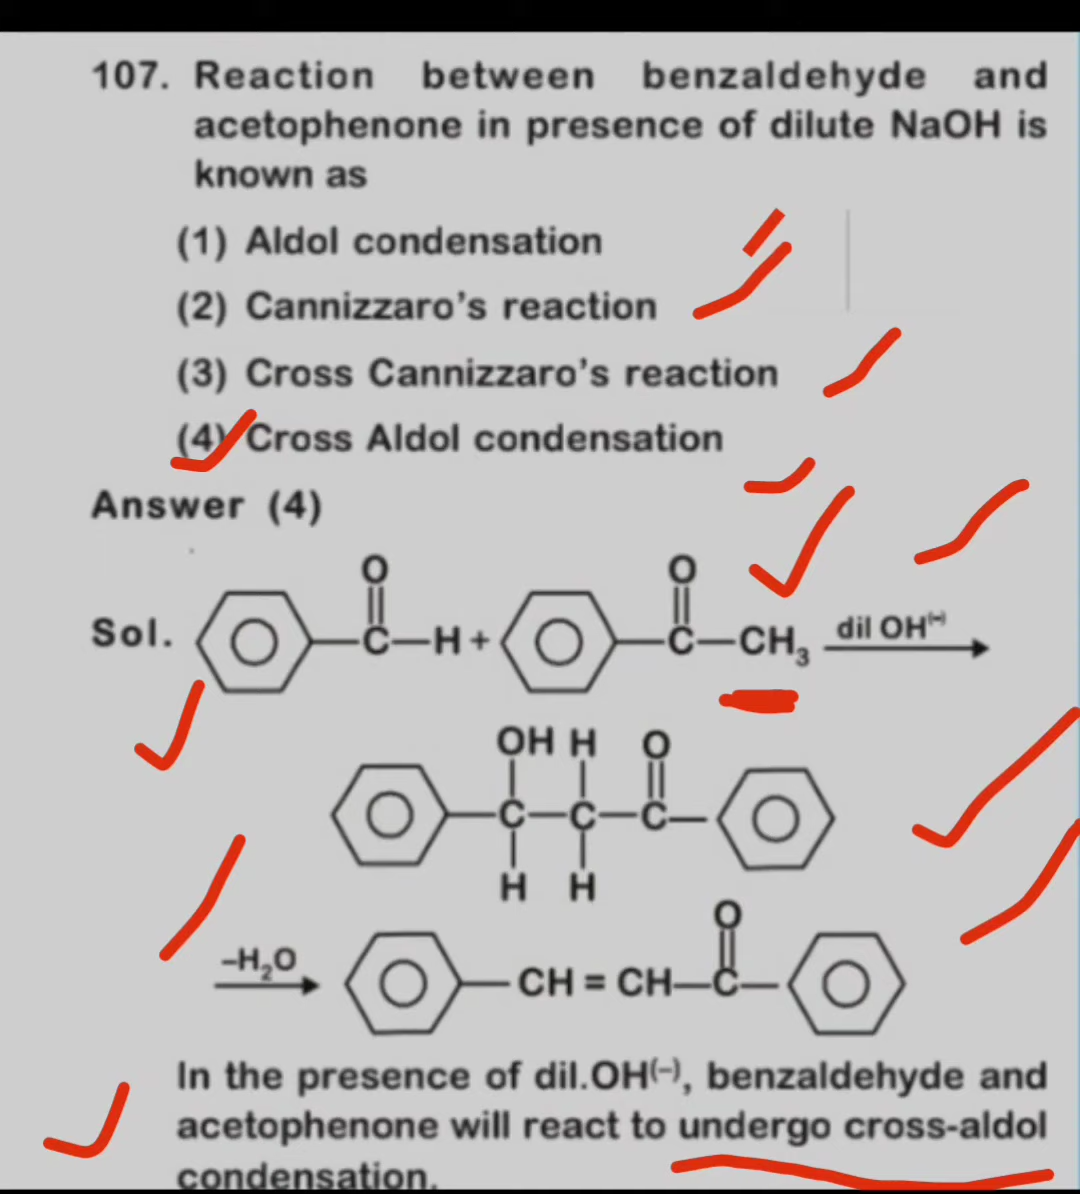 107. Reaction between benzaldehyde and
acetophenone in presence of dilute NaOH is
known as
(1) Aldol condensation
(2) Cannizzaro's reaction
(3) Cross Cannizzaro's reaction
(4) Cross Aldol condensation
Answer (4)
Sol. O C–H + O C–CH₃ dil OH⁽⁻⁾
OH H O
C–C–C–
H H
–H₂O CH = CH–C– O
In the presence of dil.OH⁽⁻⁾, benzaldehyde and
acetophenone will react to undergo cross-aldol
condensation.